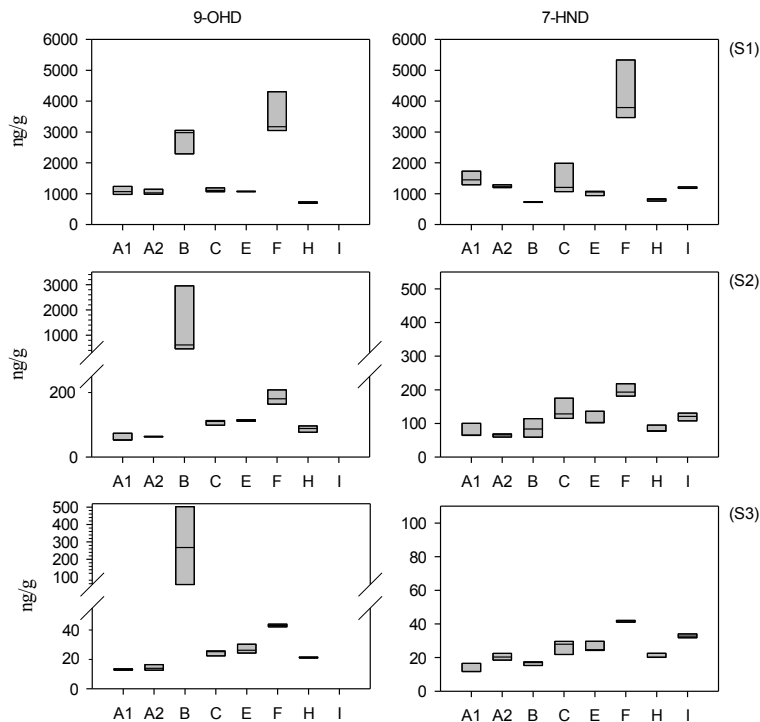 9-OHD 7-HND
6000 6000 (S1)
5000 5000
4000 4000
ng/g
3000 3000
2000 2000
1000 1000
0 0
A1 A2 B C E F H I A1 A2 B C E F H I
3000 500 (S2)
2000 400
1000 300
ng/g
200 200
100
0 0
A1 A2 B C E F H I A1 A2 B C E F H I
500 100 (S3)
400 80
300
200 60
100
ng/g
40 40
20 20
0 0
A1 A2 B C E F H I A1 A2 B C E F H I